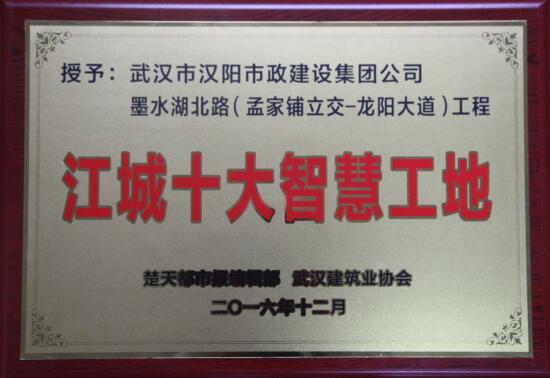 授予：武汉市汉阳市政建设集团公司
墨水湖北路（孟家铺立交-龙阳大道）工程
江城十大智慧工地
楚天都市报编辑部 武汉建筑业协会
二〇一六年十二月